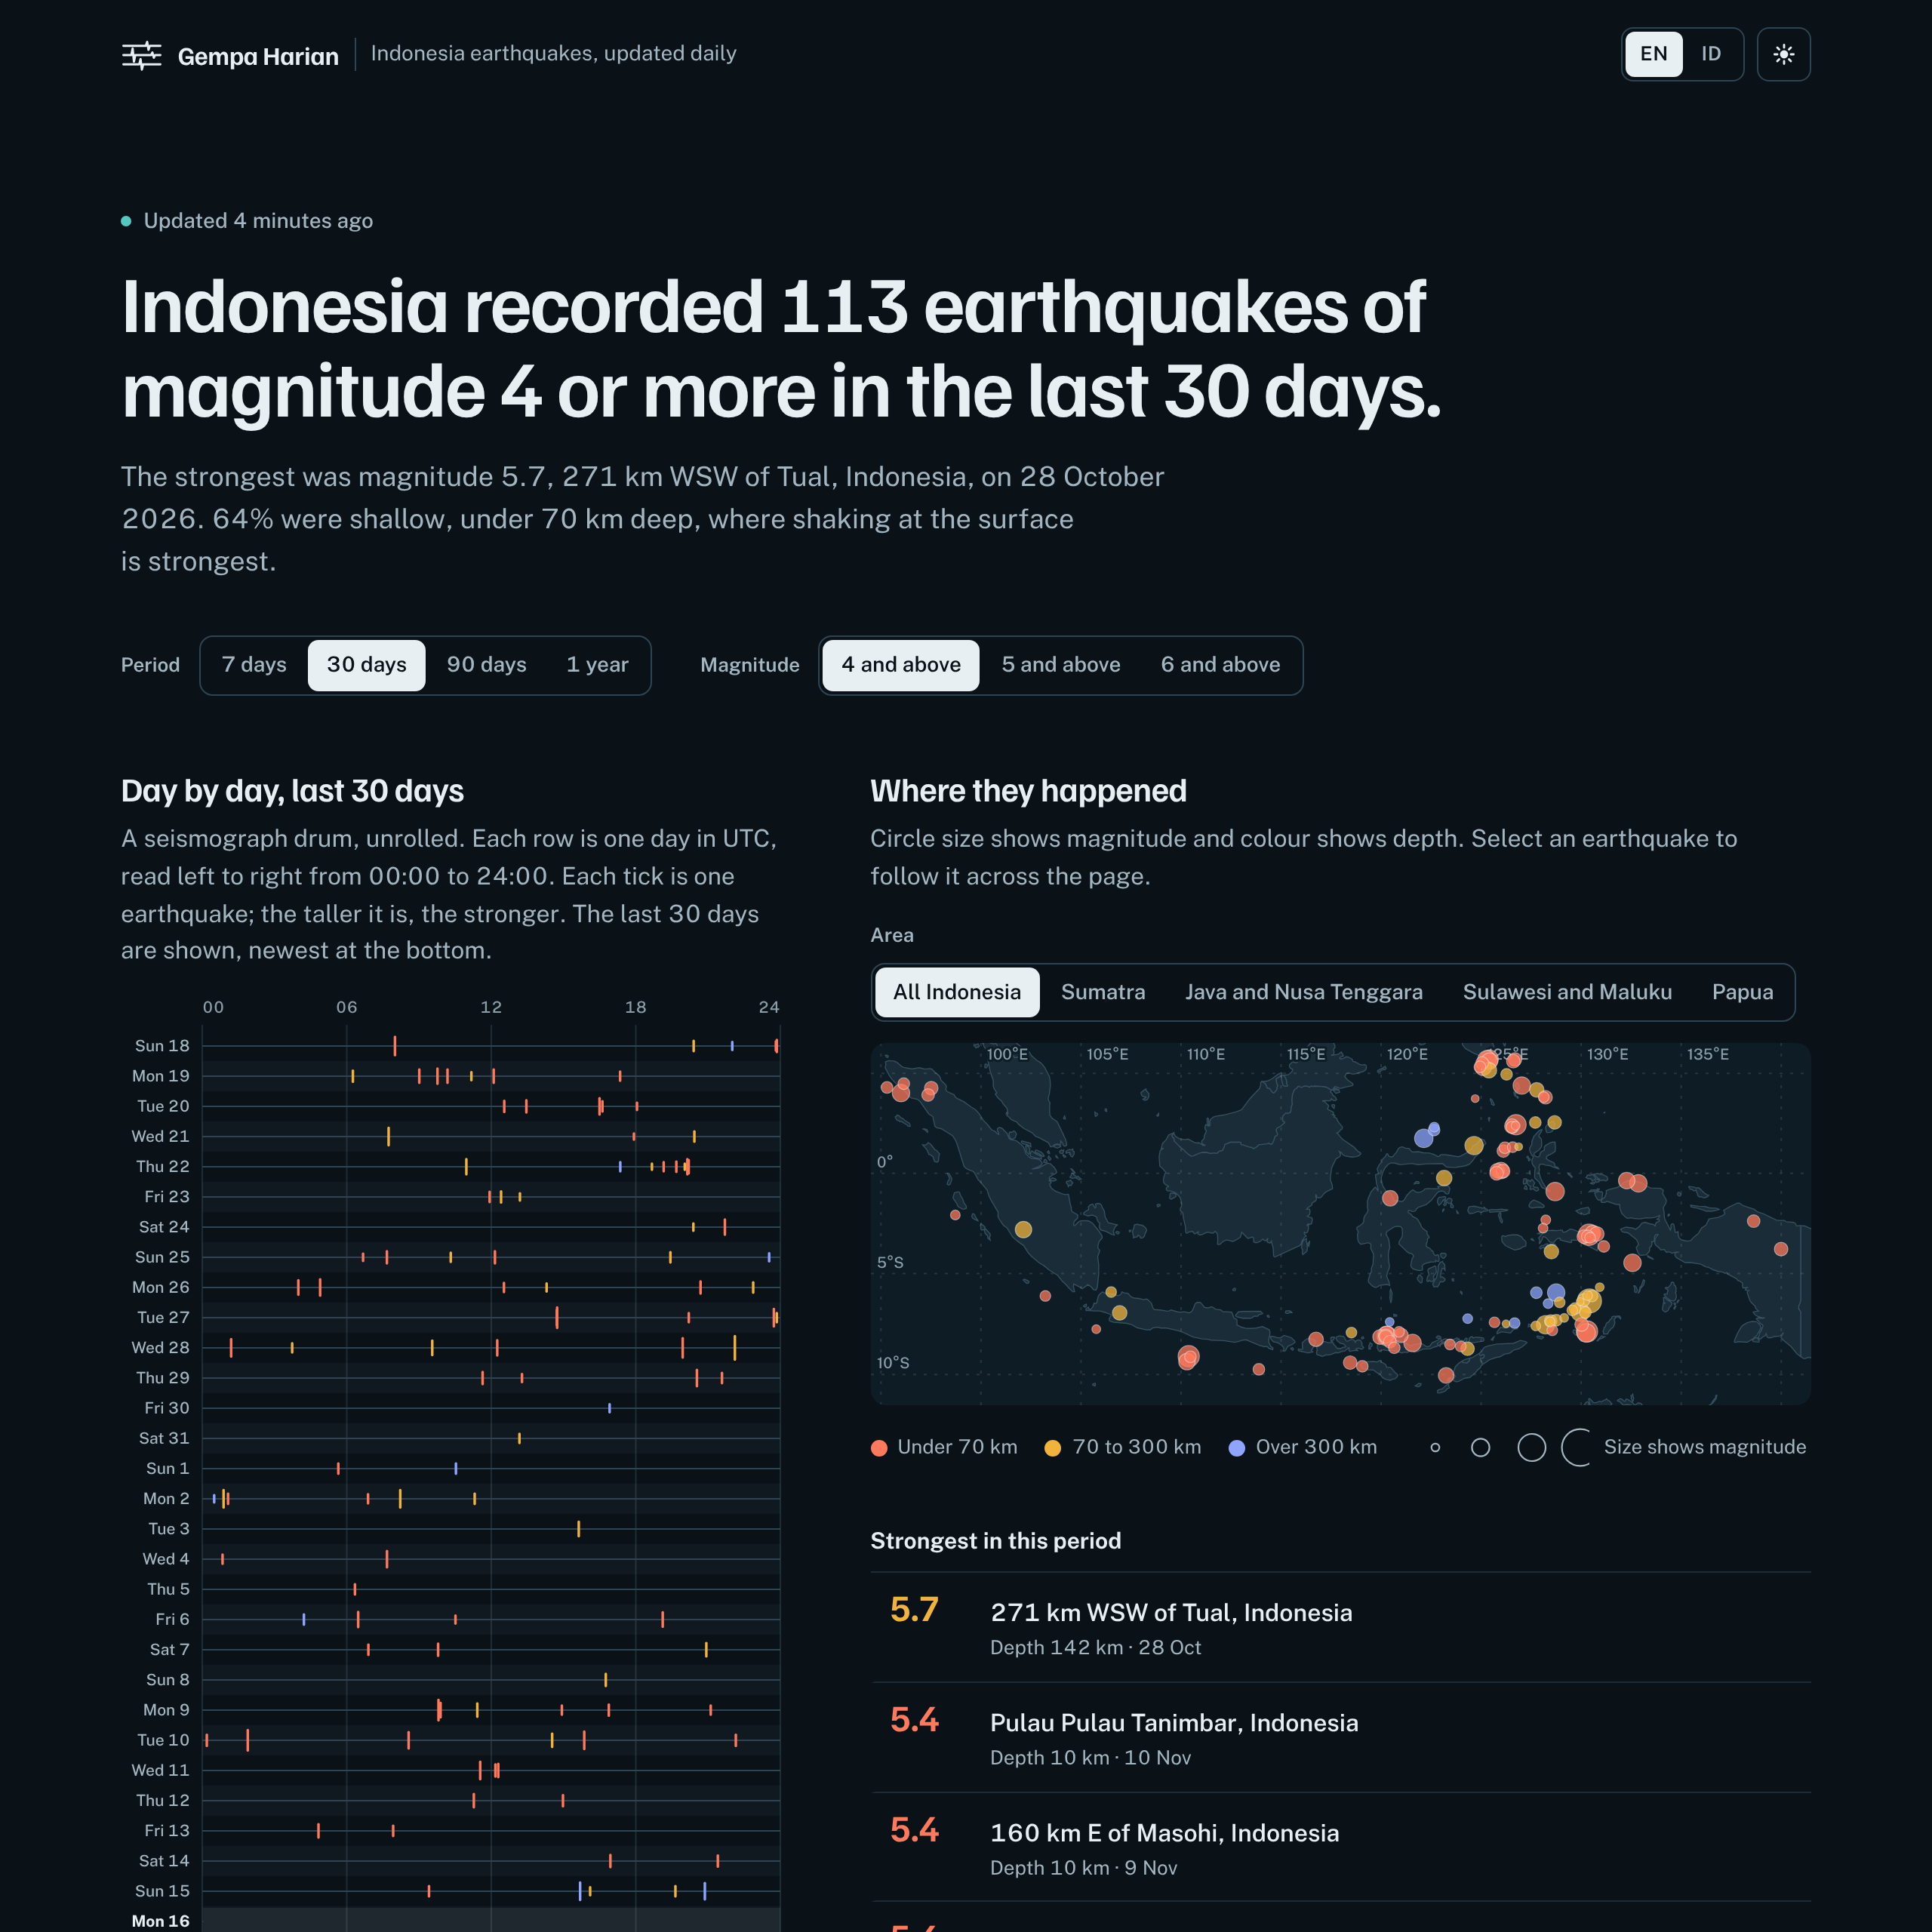 Gempa Harian
Indonesia earthquakes, updated daily
EN
ID
Updated 4 minutes ago
Indonesia recorded 113 earthquakes of
magnitude 4 or more in the last 30 days.
The strongest was magnitude 5.7, 271 km WSW of Tual, Indonesia, on 28 October
2026. 64% were shallow, under 70 km deep, where shaking at the surface
is strongest.
Period
7 days
30 days
90 days
1 year
Magnitude
4 and above
5 and above
6 and above
Day by day, last 30 days
A seismograph drum, unrolled. Each row is one day in UTC,
read left to right from 00:00 to 24:00. Each tick is one
earthquake; the taller it is, the stronger. The last 30 days
are shown, newest at the bottom.
00 06 12 18 24
Sun 18
Mon 19
Tue 20
Wed 21
Thu 22
Fri 23
Sat 24
Sun 25
Mon 26
Tue 27
Wed 28
Thu 29
Fri 30
Sat 31
Sun 1
Mon 2
Tue 3
Wed 4
Thu 5
Fri 6
Sat 7
Sun 8
Mon 9
Tue 10
Wed 11
Thu 12
Fri 13
Sat 14
Sun 15
Mon 16
Where they happened
Circle size shows magnitude and colour shows depth. Select an earthquake to
follow it across the page.
Area
All Indonesia
Sumatra
Java and Nusa Tenggara
Sulawesi and Maluku
Papua
100°E 105°E 110°E 115°E 120°E 125°E 130°E 135°E
0°
5°S
10°S
Under 70 km
70 to 300 km
Over 300 km
Size shows magnitude
Strongest in this period
5.7
271 km WSW of Tual, Indonesia
Depth 142 km · 28 Oct
5.4
Pulau Pulau Tanimbar, Indonesia
Depth 10 km · 10 Nov
5.4
160 km E of Masohi, Indonesia
Depth 10 km · 9 Nov